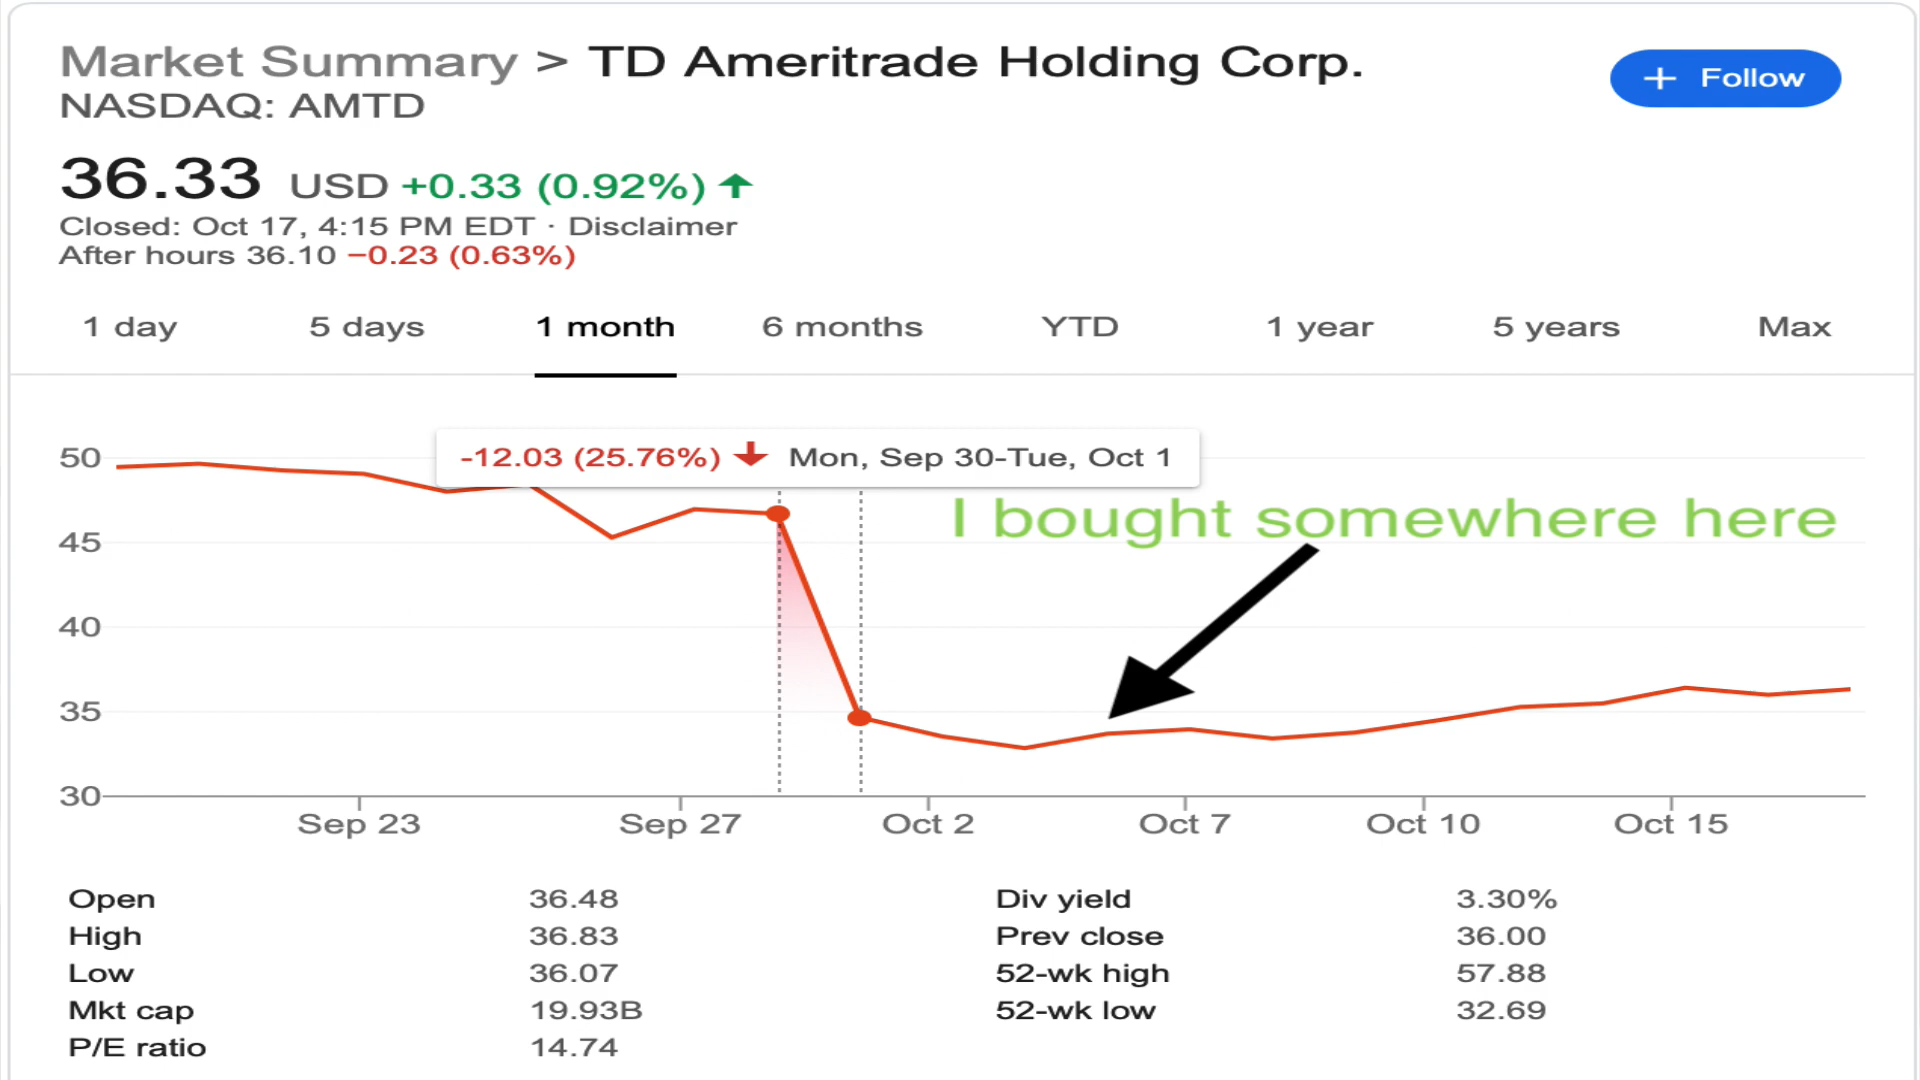 Market Summary > TD Ameritrade Holding Corp.
+ Follow
NASDAQ: AMTD
36.33 USD +0.33 (0.92%)
Closed: Oct 17, 4:15 PM EDT · Disclaimer
After hours 36.10 −0.23 (0.63%)
1 day 5 days 1 month 6 months YTD 1 year 5 years Max
-12.03 (25.76%) Mon, Sep 30-Tue, Oct 1
I bought somewhere here
50
45
40
35
30
Sep 23 Sep 27 Oct 2 Oct 7 Oct 10 Oct 15
Open 36.48 Div yield 3.30%
High 36.83 Prev close 36.00
Low 36.07 52-wk high 57.88
Mkt cap 19.93B 52-wk low 32.69
P/E ratio 14.74